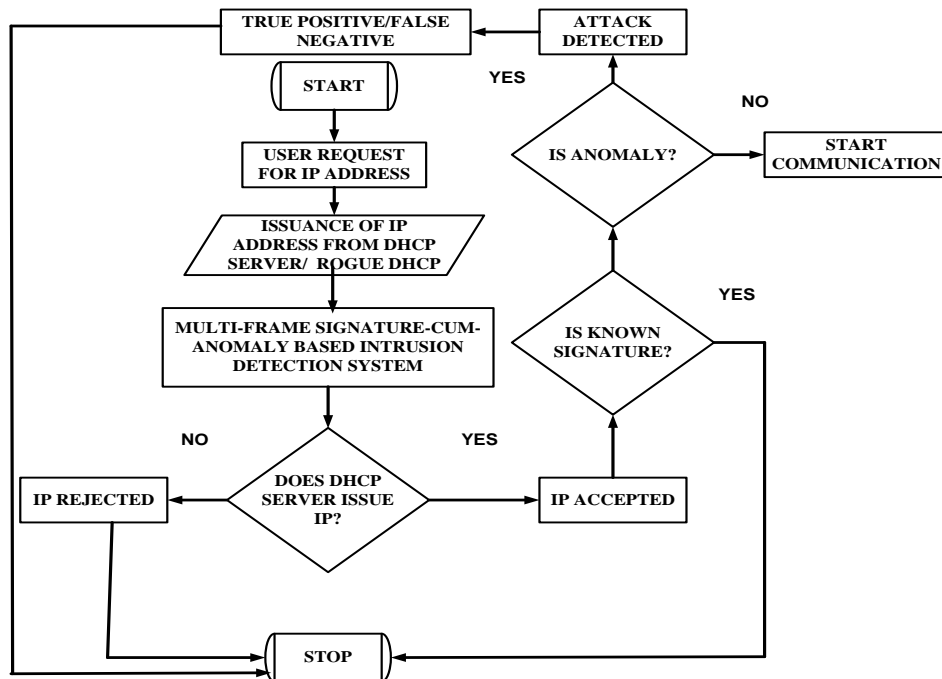 TRUE POSITIVE/FALSE
NEGATIVE
ATTACK
DETECTED
YES
START
NO
USER REQUEST
FOR IP ADDRESS
IS ANOMALY?
START
COMMUNICATION
ISSUANCE OF IP
ADDRESS FROM DHCP
SERVER/ ROGUE DHCP
YES
MULTI-FRAME SIGNATURE-CUM-
ANOMALY BASED INTRUSION
DETECTION SYSTEM
IS KNOWN
SIGNATURE?
NO
YES
IP REJECTED
DOES DHCP
SERVER ISSUE
IP?
IP ACCEPTED
STOP